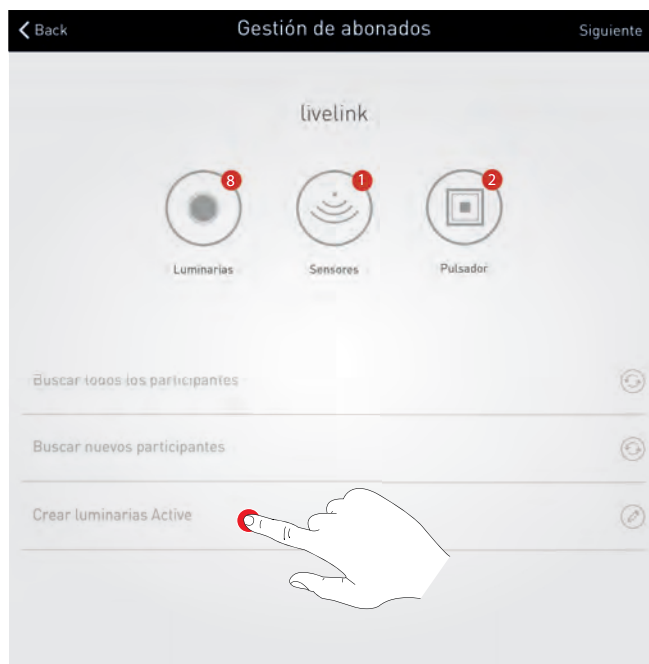 Back
Gestión de abonados
Siguiente
livelink
8
1
2
Luminarias
Sensores
Pulsador
Buscar todos los participantes
Buscar nuevos participantes
Crear luminarias Active